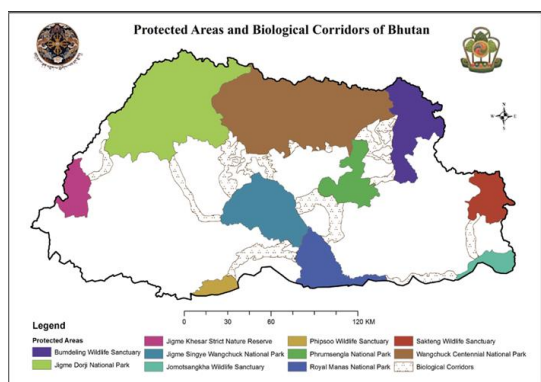 Protected Areas and Biological Corridors of Bhutan
N
W E
S
0 30 60 120 KM
Legend
Protected Areas
Bumdeling Wildlife Sanctuary
Jigme Dorji National Park
Jigme Khesar Strict Nature Reserve
Jigme Singye Wangchuck National Park
Jomotsangkha Wildlife Sanctuary
Phipsoo Wildlife Sanctuary
Phrumsengla National Park
Royal Manas National Park
Sakteng Wildlife Sanctuary
Wangchuck Centennial National Park
Biological Corridors